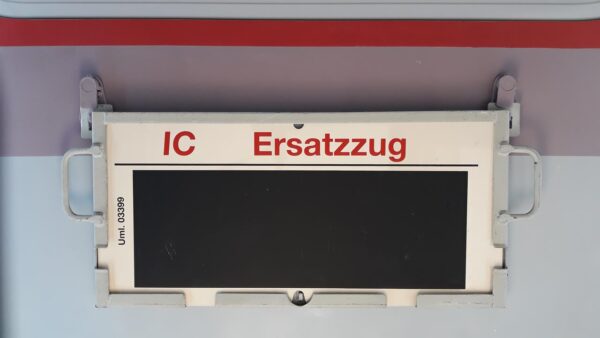 IC Ersatzzug
Uml. 03399